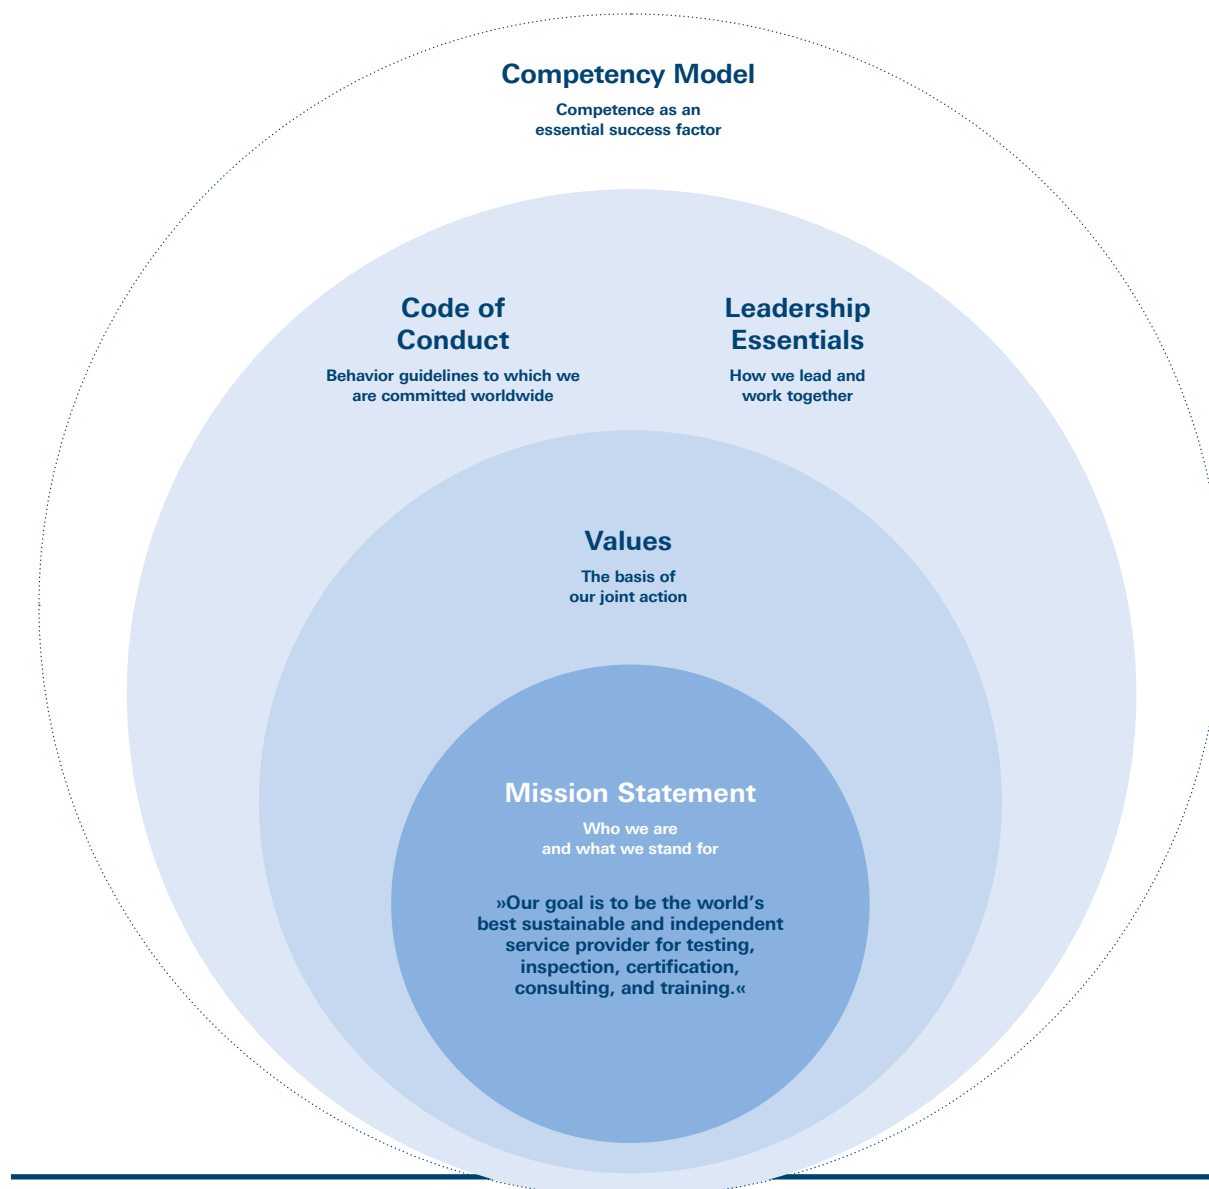 Competency Model
Competence as an
essential success factor
Code of
Conduct
Behavior guidelines to which we
are committed worldwide
Leadership
Essentials
How we lead and
work together
Values
The basis of
our joint action
Mission Statement
Who we are
and what we stand for
»Our goal is to be the world’s
best sustainable and independent
service provider for testing,
inspection, certification,
consulting, and training.«